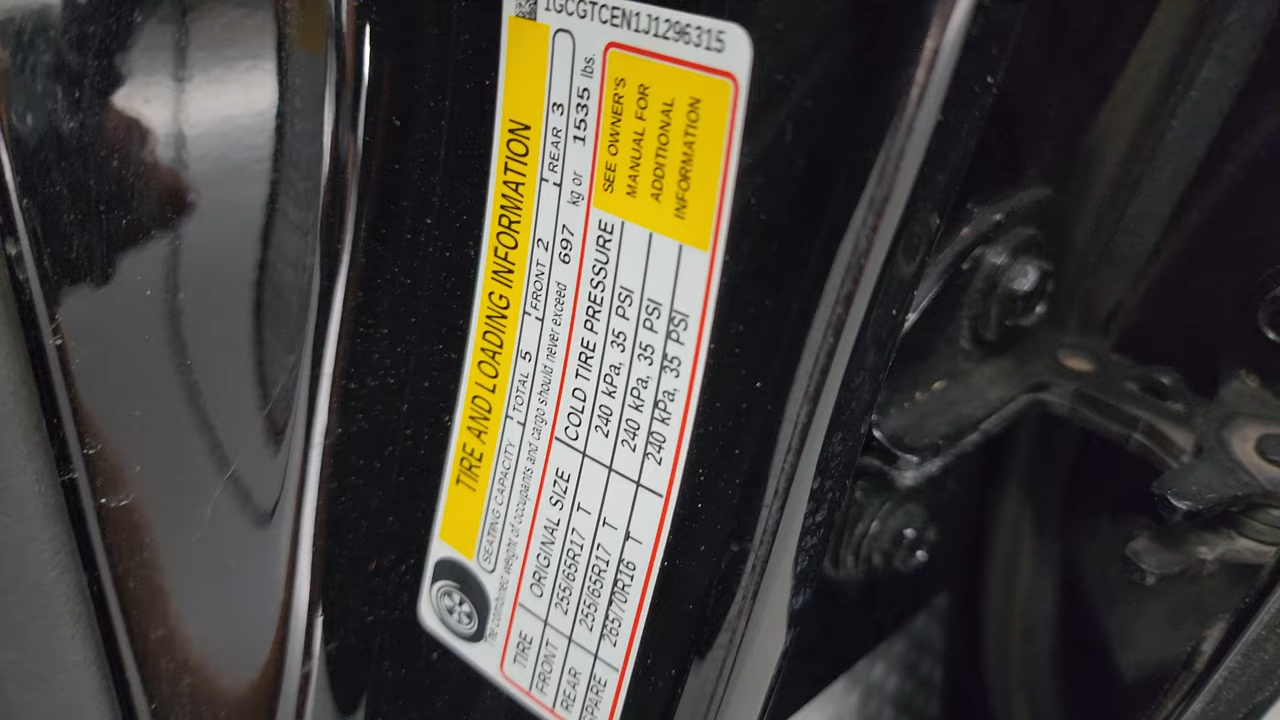 1GCGTCEN1J1296315
TIRE AND LOADING INFORMATION
SEATING CAPACITY TOTAL 5 FRONT 2 REAR 3
The combined weight of occupants and cargo should never exceed 697 kg or 1535 lbs.
TIRE ORIGINAL SIZE COLD TIRE PRESSURE
FRONT 255/65R17 T 240 kPa, 35 PSI
REAR 255/65R17 T 240 kPa, 35 PSI
SPARE 265/70R16 T 240 kPa, 35 PSI
SEE OWNER'S
MANUAL FOR
ADDITIONAL
INFORMATION